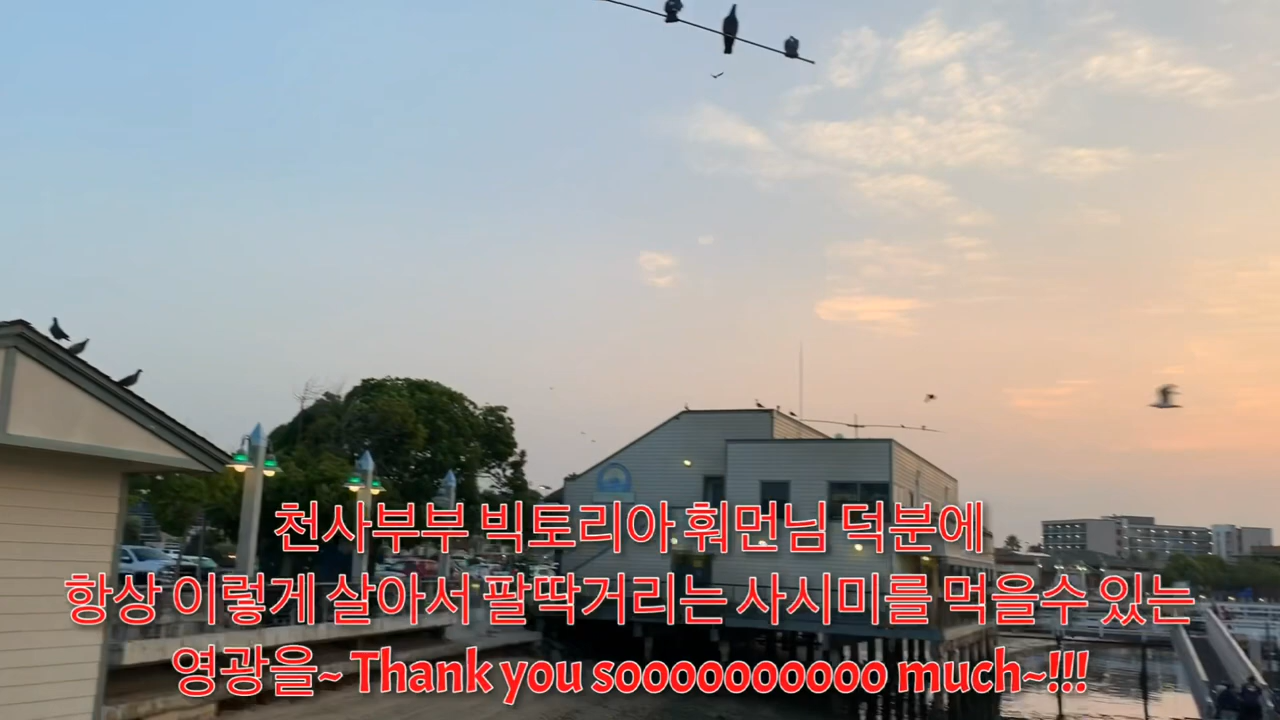 천사부부 빅토리아 훠먼님 덕분에
항상 이렇게 살아서 팔딱거리는 사시미를 먹을수 있는
영광을~ Thank you sooooooooooo much~!!!